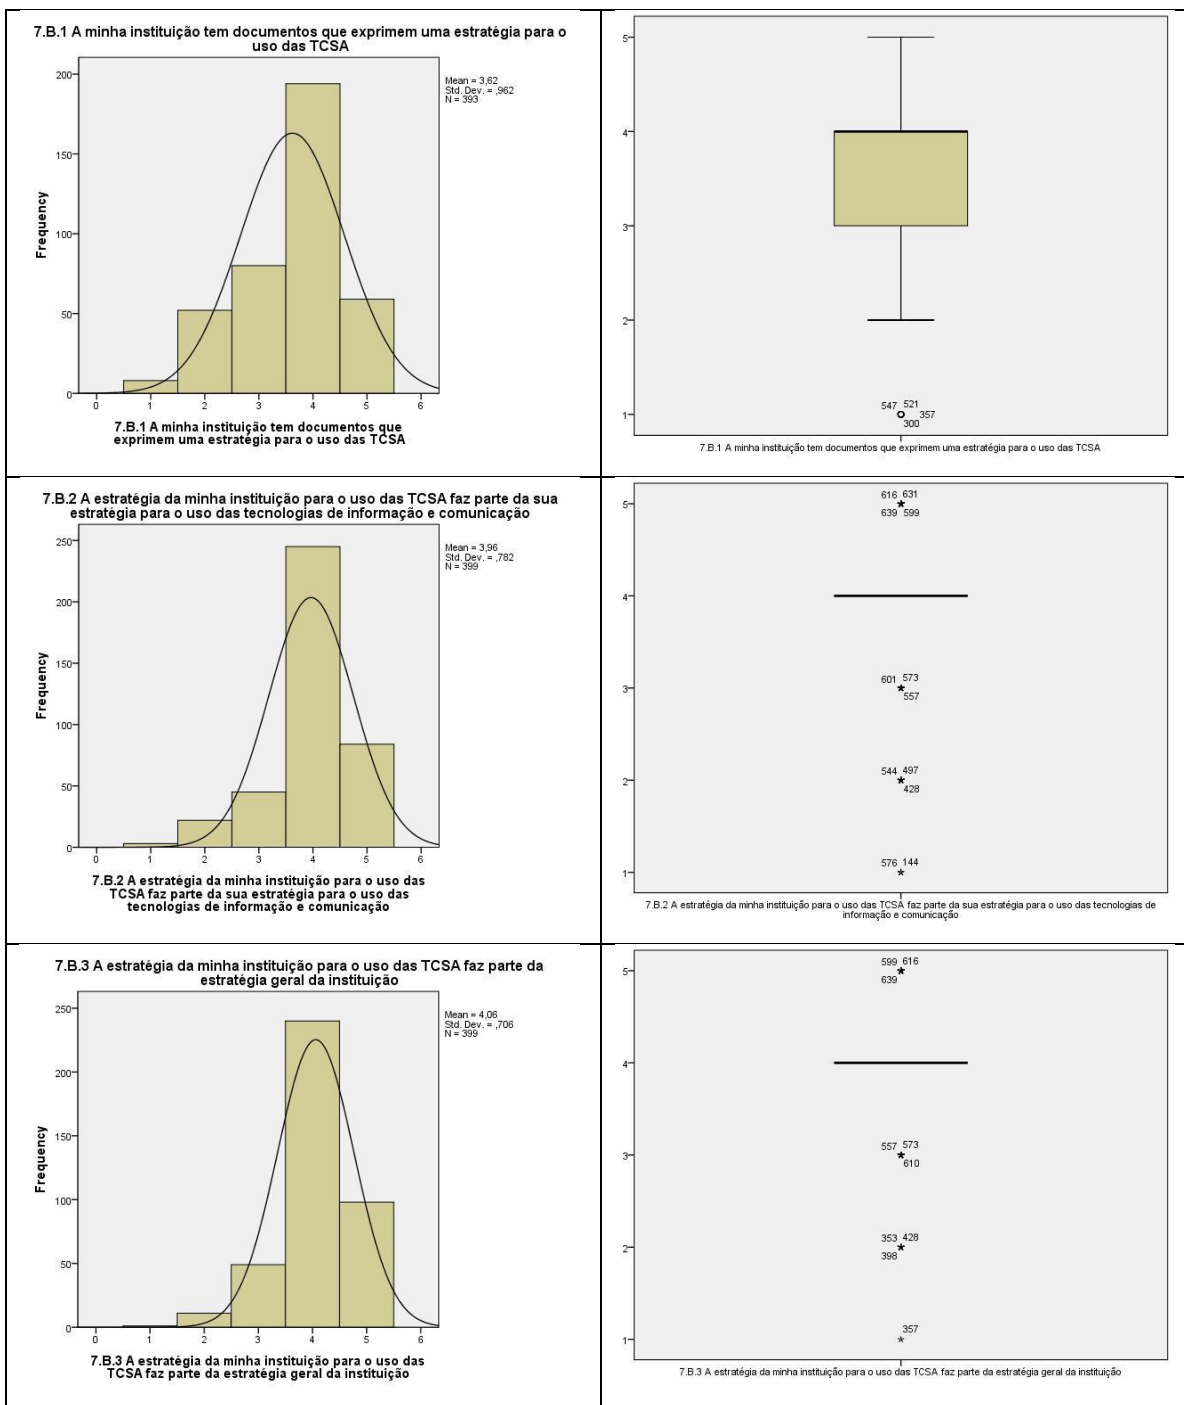 7.B.1 A minha instituição tem documentos que exprimem uma estratégia para o
uso das TCSA
Mean = 3,62
Std. Dev. = ,962
N = 393
200
150
100
50
0
Frequency
0 1 2 3 4 5 6
7.B.1 A minha instituição tem documentos que
exprimem uma estratégia para o uso das TCSA
5
4
3
2
1
547 521
357
300
7.B.1 A minha instituição tem documentos que exprimem uma estratégia para o uso das TCSA
7.B.2 A estratégia da minha instituição para o uso das TCSA faz parte da sua
estratégia para o uso das tecnologias de informação e comunicação
Mean = 3,96
Std. Dev. = ,782
N = 399
250
200
150
100
50
0
Frequency
0 1 2 3 4 5 6
7.B.2 A estratégia da minha instituição para o uso das
TCSA faz parte da sua estratégia para o uso das
tecnologias de informação e comunicação
5
4
3
2
1
616 631
639 599
601 573
557
544 497
428
576 144
7.B.2 A estratégia da minha instituição para o uso das TCSA faz parte da sua estratégia para o uso das tecnologias de
informação e comunicação
7.B.3 A estratégia da minha instituição para o uso das TCSA faz parte da
estratégia geral da instituição
Mean = 4,06
Std. Dev. = ,706
N = 399
250
200
150
100
50
0
Frequency
0 1 2 3 4 5 6
7.B.3 A estratégia da minha instituição para o uso das
TCSA faz parte da estratégia geral da instituição
5
4
3
2
1
599 616
639
557 573
610
353 428
398
357
7.B.3 A estratégia da minha instituição para o uso das TCSA faz parte da estratégia geral da instituição